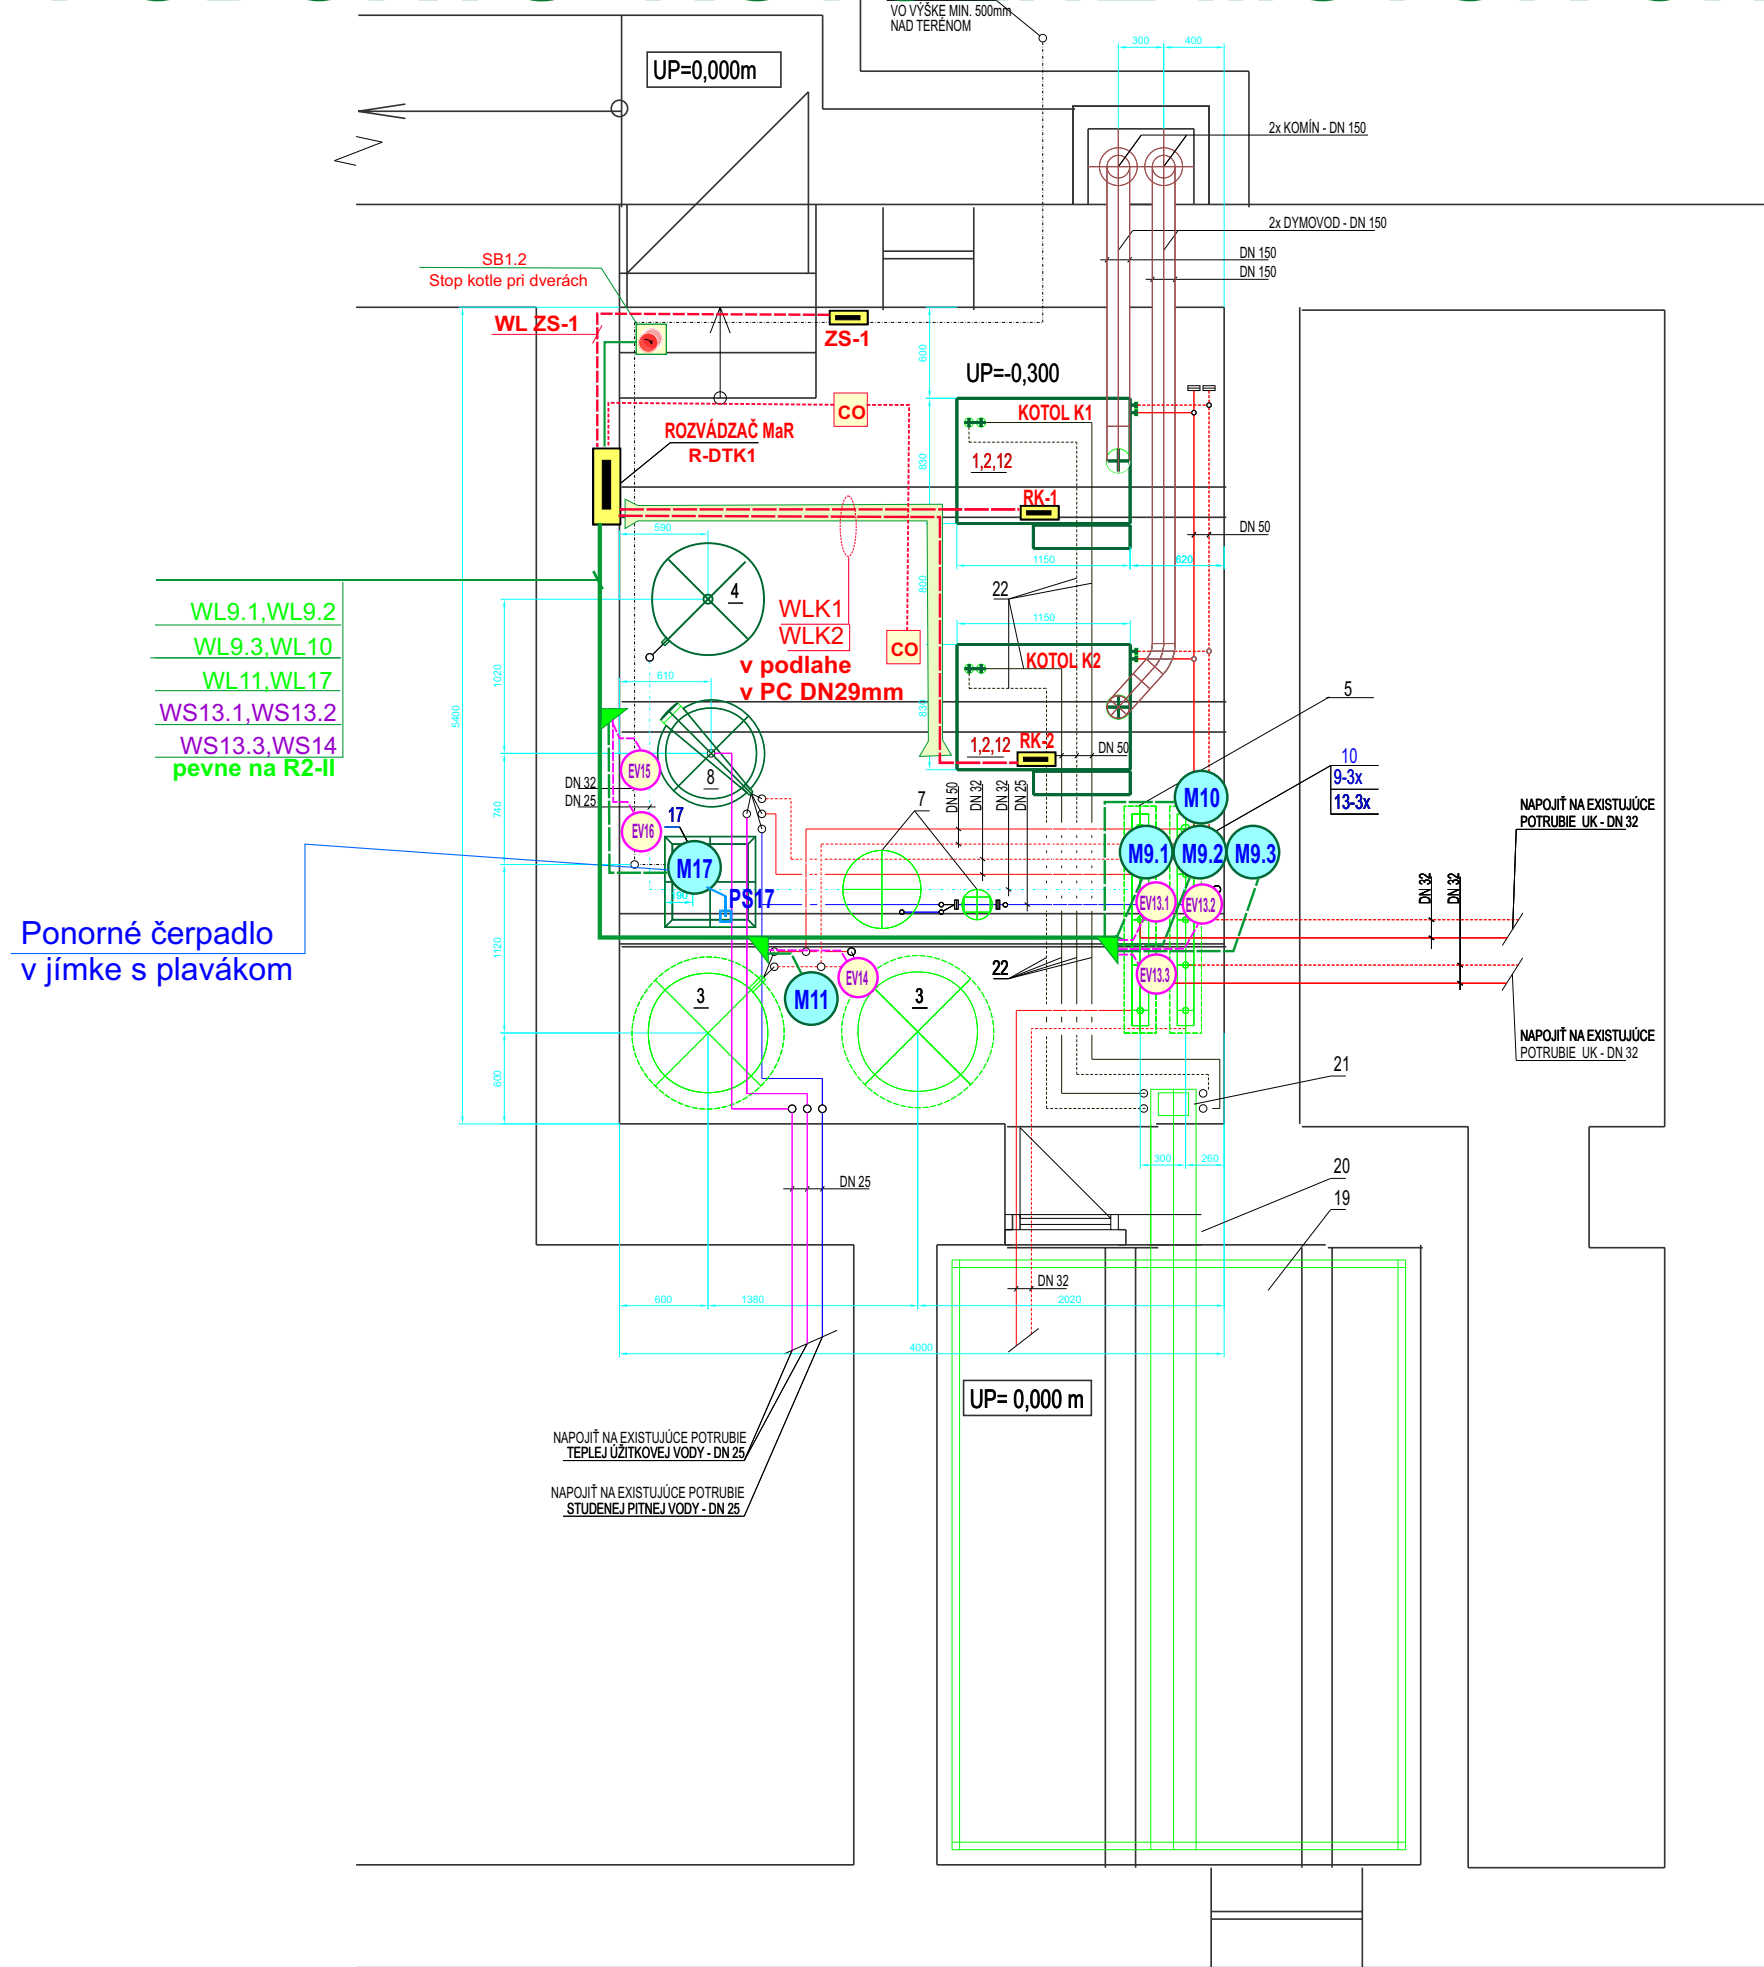 VO VÝŠKE MIN. 500mm
NAD TERÉNOM
300
400
UP=0,000m
2x KOMÍN - DN 150
2x DYMOVOD - DN 150
DN 150
DN 150
SB1.2
Stop kotle pri dverách
WL ZS-1
ZS-1
600
UP=-0,300
CO
KOTOL K1
ROZVÁDZAČ MaR
R-DTK1
1,2,12
830
RK-1
590
DN 50
1150
620
4
800
22
WL9.1,WL9.2
WL9.3,WL10
WL11,WL17
WS13.1,WS13.2
WS13.3,WS14
pevne na R2-II
WLK1
WLK2
v podlahe
v PC DN29mm
CO
1150
KOTOL K2
1020
610
5400
830
1,2,12
RK-2
DN 50
5
10
9-3x
13-3x
EV15
8
DN 32
DN 25
EV16
17
740
7
DN 50
DN 32
DN 32
DN 25
M10
NAPOJIŤ NA EXISTUJÚCE
POTRUBIE UK - DN 32
M17
190
PS17
M9.1
M9.2
M9.3
EV13.1
EV13.2
DN 32
DN 32
Ponorné čerpadlo
v jímke s plavákom
1120
EV14
22
EV13.3
3
M11
3
NAPOJIŤ NA EXISTUJÚCE
POTRUBIE UK - DN 32
600
21
300
260
20
19
DN 25
DN 32
600
1380
2020
4000
UP= 0,000 m
NAPOJIŤ NA EXISTUJÚCE POTRUBIE
TEPLEJ ÚŽITKOVEJ VODY - DN 25
NAPOJIŤ NA EXISTUJÚCE POTRUBIE
STUDENEJ PITNEJ VODY - DN 25